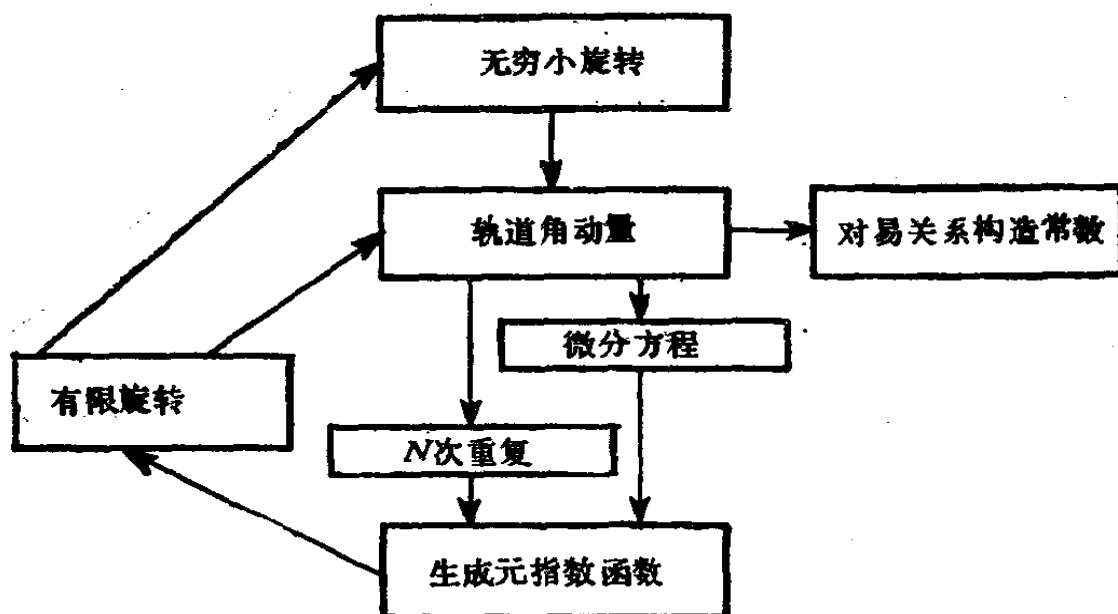 无穷小旋转
轨道角动量
对易关系构造常数
微分方程
有限旋转
N次重复
生成元指数函数